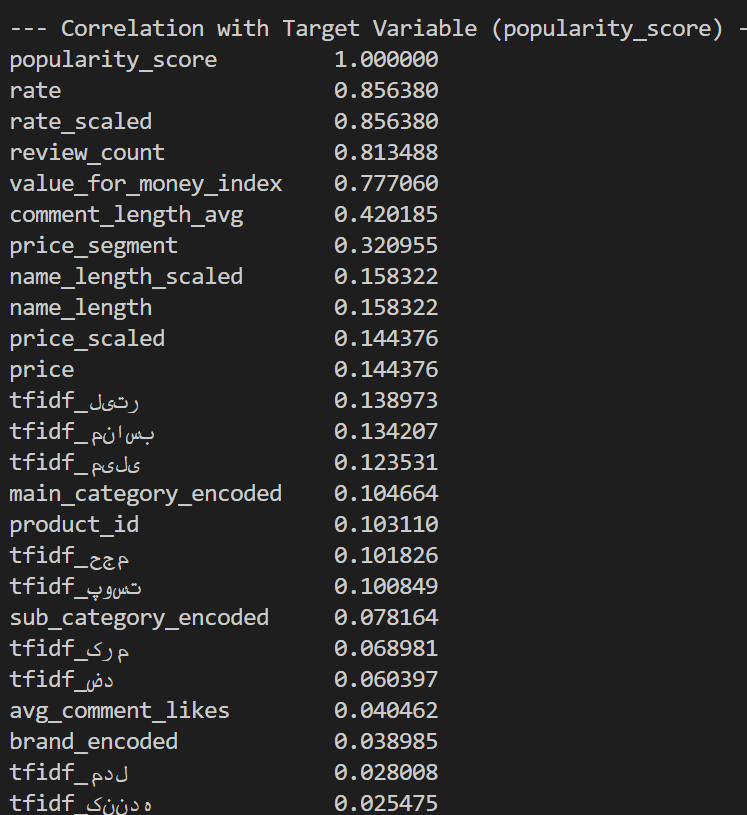 --- Correlation with Target Variable (popularity_score) -
popularity_score 1.000000
rate 0.856380
rate_scaled 0.856380
review_count 0.813488
value_for_money_index 0.777060
comment_length_avg 0.420185
price_segment 0.320955
name_length_scaled 0.158322
name_length 0.158322
price_scaled 0.144376
price 0.144376
tfidf_لیتر 0.138973
tfidf_مناسب 0.134207
tfidf_میلی 0.123531
main_category_encoded 0.104664
product_id 0.103110
tfidf_حجم 0.101826
tfidf_پوست 0.100849
sub_category_encoded 0.078164
tfidf_کرم 0.068981
tfidf_ضد 0.060397
avg_comment_likes 0.040462
brand_encoded 0.038985
tfidf_مدل 0.028008
tfidf_کننده 0.025475